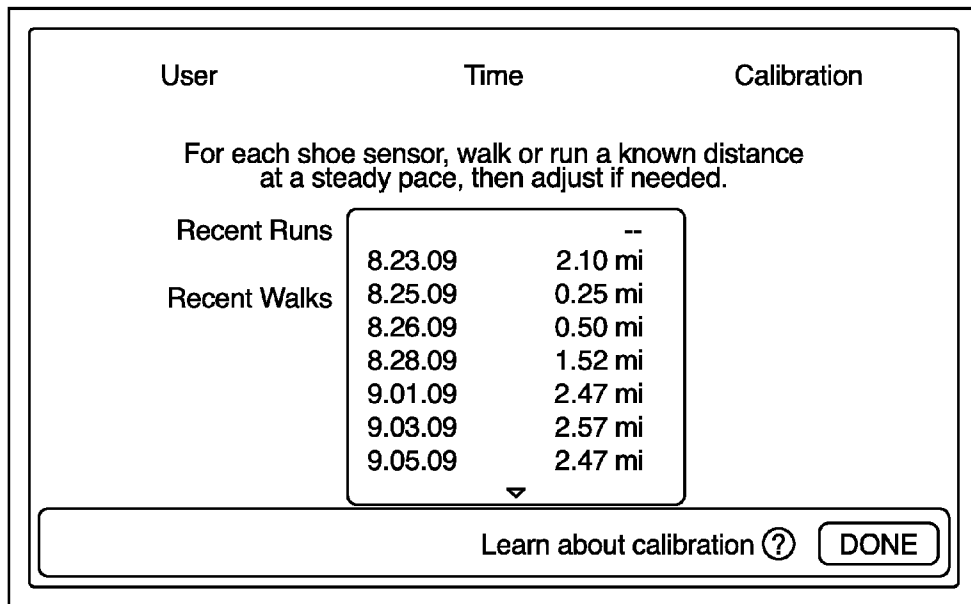 User Time Calibration
For each shoe sensor, walk or run a known distance
at a steady pace, then adjust if needed.
Recent Runs --
8.23.09 2.10 mi
Recent Walks 8.25.09 0.25 mi
8.26.09 0.50 mi
8.28.09 1.52 mi
9.01.09 2.47 mi
9.03.09 2.57 mi
9.05.09 2.47 mi
Learn about calibration ? DONE